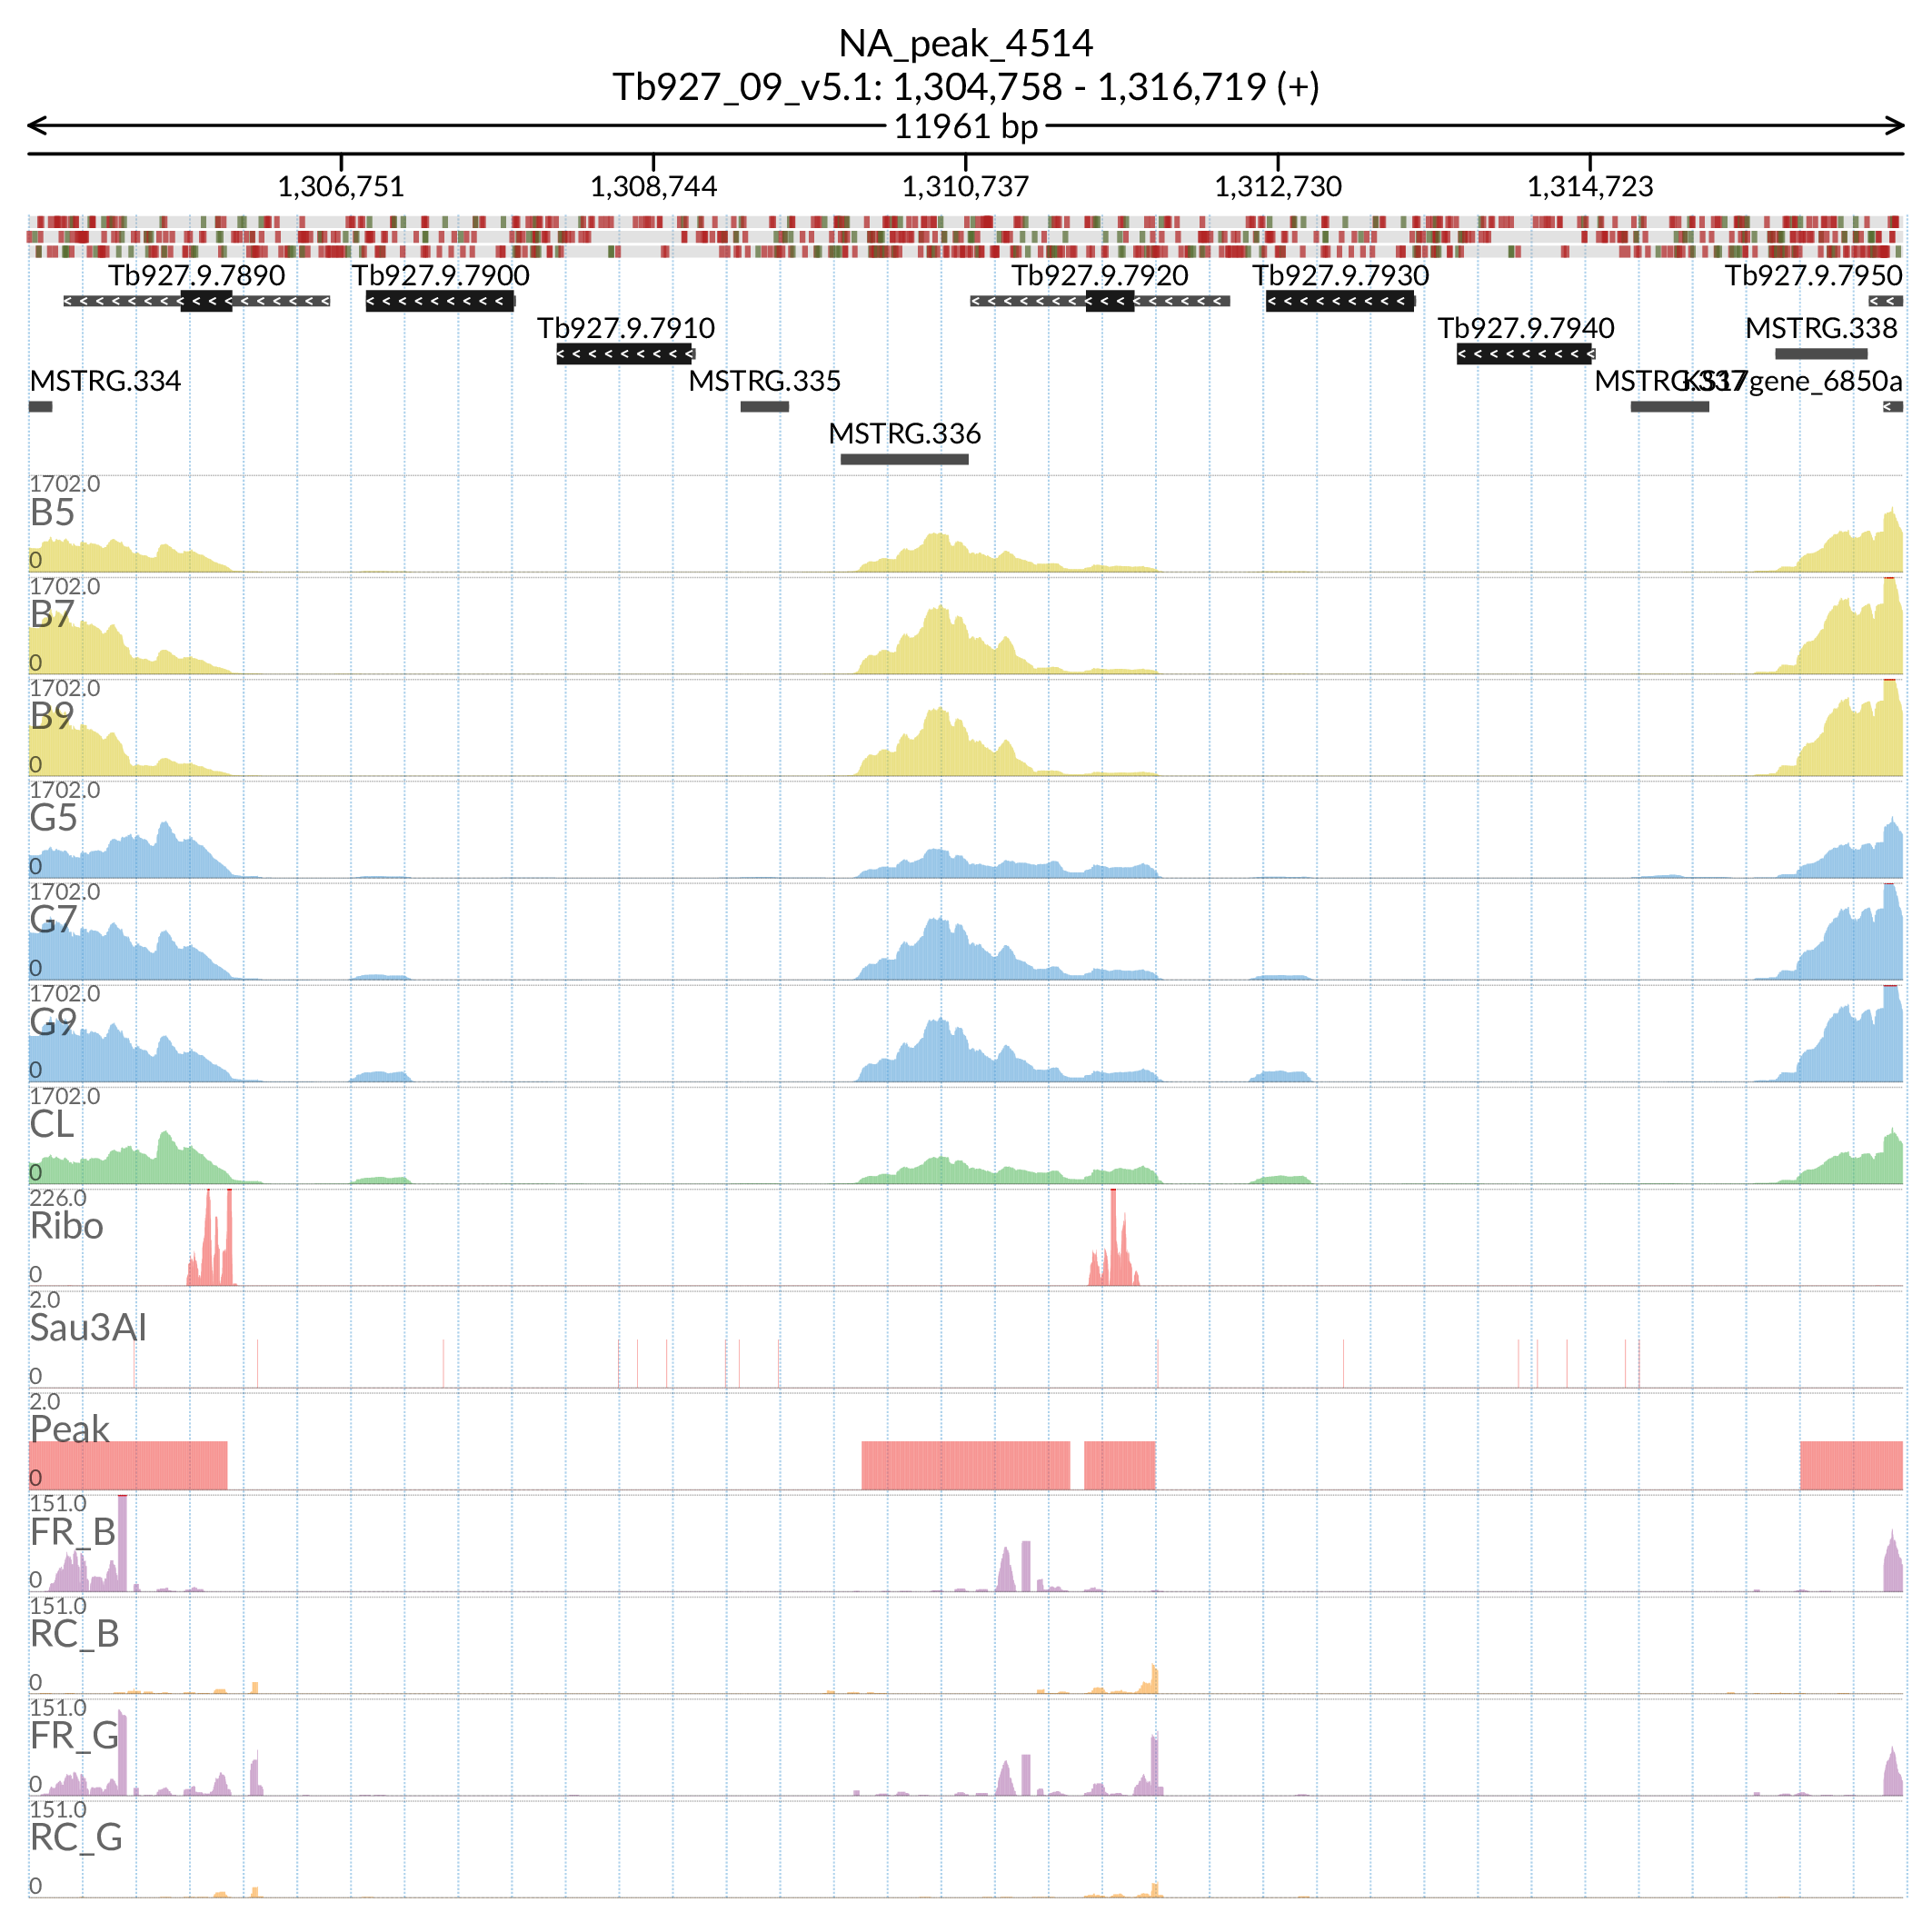 NA_peak_4514
Tb927_09_v5.1: 1,304,758 - 1,316,719 (+)
11961 bp
1,306,751 1,308,744 1,310,737 1,312,730 1,314,723
Tb927.9.7890 Tb927.9.7900 Tb927.9.7920 Tb927.9.7930 Tb927.9.7950
Tb927.9.7910 Tb927.9.7940 MSTRG.338
MSTRG.334 MSTRG.335 MSTRG.337 KS17gene_6850a
MSTRG.336
1702.0
B5
0
1702.0
B7
0
1702.0
B9
0
1702.0
G5
0
1702.0
G7
0
1702.0
G9
0
1702.0
CL
0
226.0
Ribo
0
2.0
Sau3AI
0
2.0
Peak
0
151.0
FR_B
0
151.0
RC_B
0
151.0
FR_G
0
151.0
RC_G
0